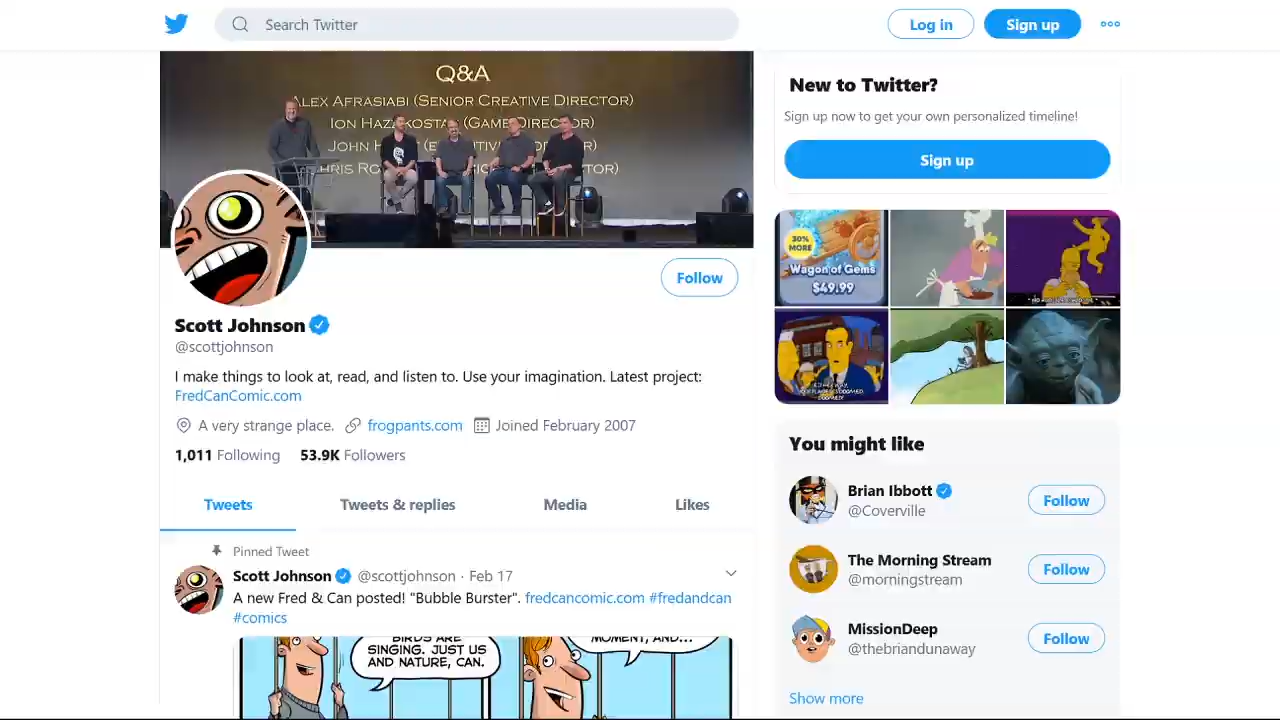 Search Twitter
Log in
Sign up
Q&A
ALEX AFRASIABI (SENIOR CREATIVE DIRECTOR)
ION (GAME DIRECTOR)
JOHN
New to Twitter?
Sign up now to get your own personalized timeline!
Sign up
30%
MORE
Wagon of Gems
$49.99
Follow
Scott Johnson
@scottjohnson
I make things to look at, read, and listen to. Use your imagination. Latest project:
FredCanComic.com
A very strange place. frogpants.com Joined February 2007
1,011 Following 53.9K Followers
Tweets Tweets & replies Media Likes
Pinned Tweet
Scott Johnson @scottjohnson · Feb 17
A new Fred & Can posted! "Bubble Burster". fredcancomic.com #fredandcan
#comics
BIRDS ARE
SINGING. JUST US
AND NATURE, CAN.
MOMENT, AND...
You might like
Brian Ibbott
@Coverville
Follow
The Morning Stream
@morningstream
Follow
MissionDeep
@thebriandunaway
Follow
Show more